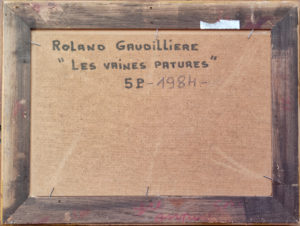 ROLAND GAUDILLIERE
"LES VAINES PATURES"
5P-1984-